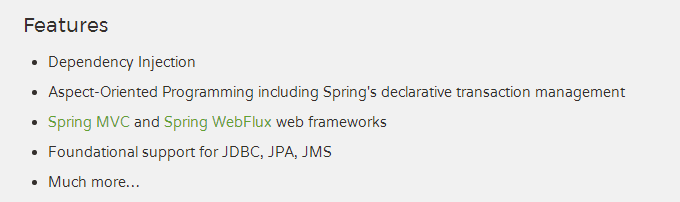 Features
• Dependency Injection
• Aspect-Oriented Programming including Spring's declarative transaction management
• Spring MVC and Spring WebFlux web frameworks
• Foundational support for JDBC, JPA, JMS
• Much more...